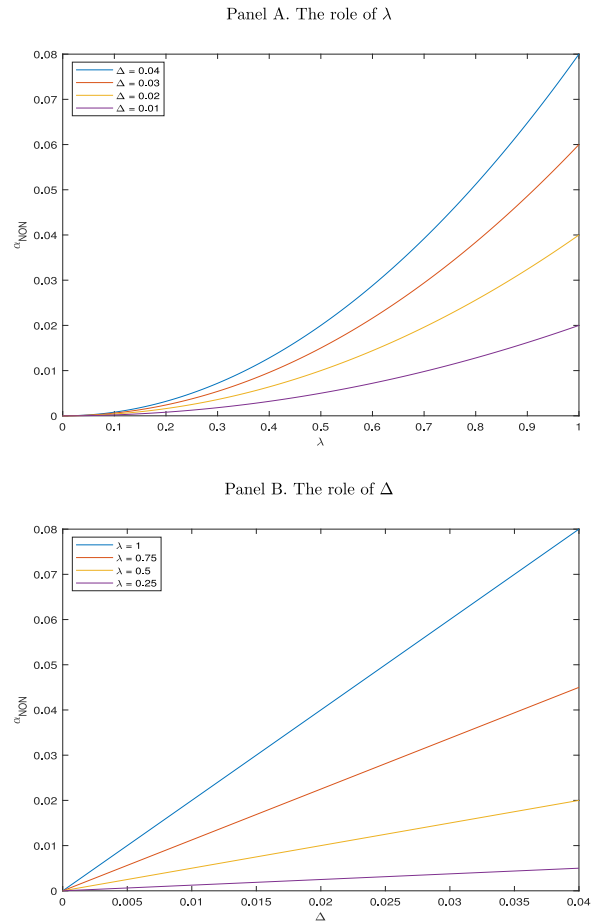 Panel A. The role of λ
0.08
0.07
0.06
0.05
0.04
0.03
0.02
0.01
0
α_NON
Δ = 0.04
Δ = 0.03
Δ = 0.02
Δ = 0.01
0 0.1 0.2 0.3 0.4 0.5 0.6 0.7 0.8 0.9 1
λ
Panel B. The role of Δ
0.08
0.07
0.06
0.05
0.04
0.03
0.02
0.01
0
α_NON
λ = 1
λ = 0.75
λ = 0.5
λ = 0.25
0 0.005 0.01 0.015 0.02 0.025 0.03 0.035 0.04
Δ